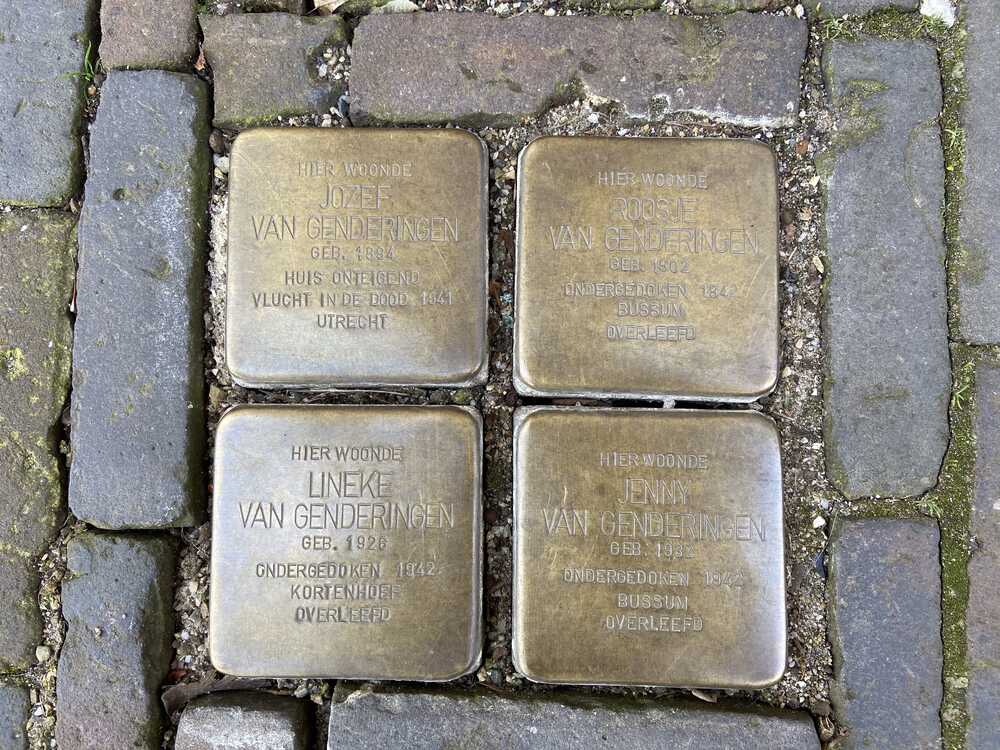 HIER WOONDE
JOZEF
VAN GENDERINGEN
GEB. 1894
HUIS ONTEIGEND
VLUCHT IN DE DOOD 1941
UTRECHT
HIER WOONDE
ROOSJE
VAN GENDERINGEN
GEB. 1902
ONDERGEDOKEN 1942
BUSSUM
OVERLEEFD
HIER WOONDE
LINEKE
VAN GENDERINGEN
GEB. 1926
ONDERGEDOKEN 1942
KORTENHOEF
OVERLEEFD
HIER WOONDE
JENNY
VAN GENDERINGEN
GEB.
ONDERGEDOKEN 1942
BUSSUM
OVERLEEFD